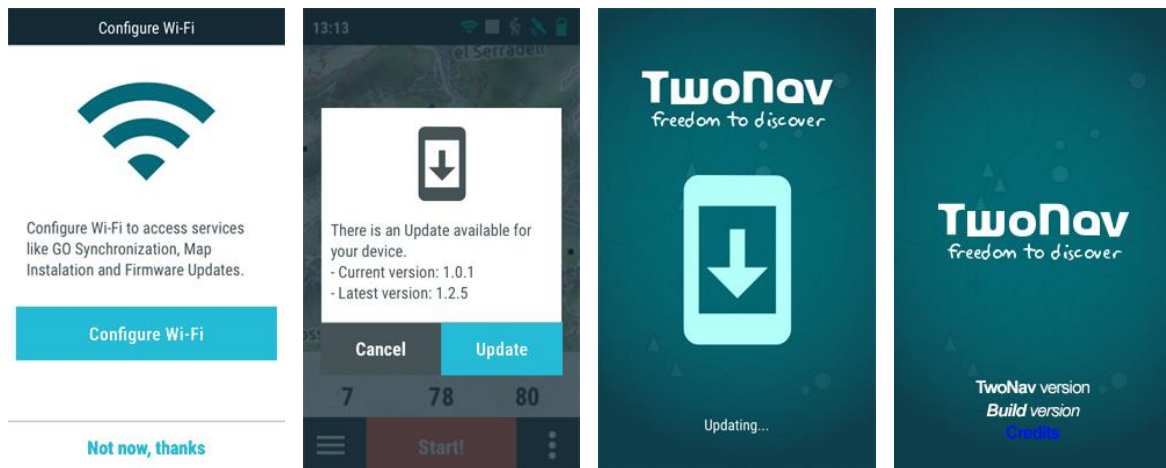 Configure Wi-Fi
Configure Wi-Fi to access services
like GO Synchronization, Map
Instalation and Firmware Updates.
Configure Wi-Fi
Not now, thanks
13:13
el Serradell
There is an Update available for
your device.
- Current version: 1.0.1
- Latest version: 1.2.5
Cancel
Update
7 78 80
Start!
TwoNav
freedom to discover
Updating...
TwoNav
freedom to discover
TwoNav version
Build version
Credits